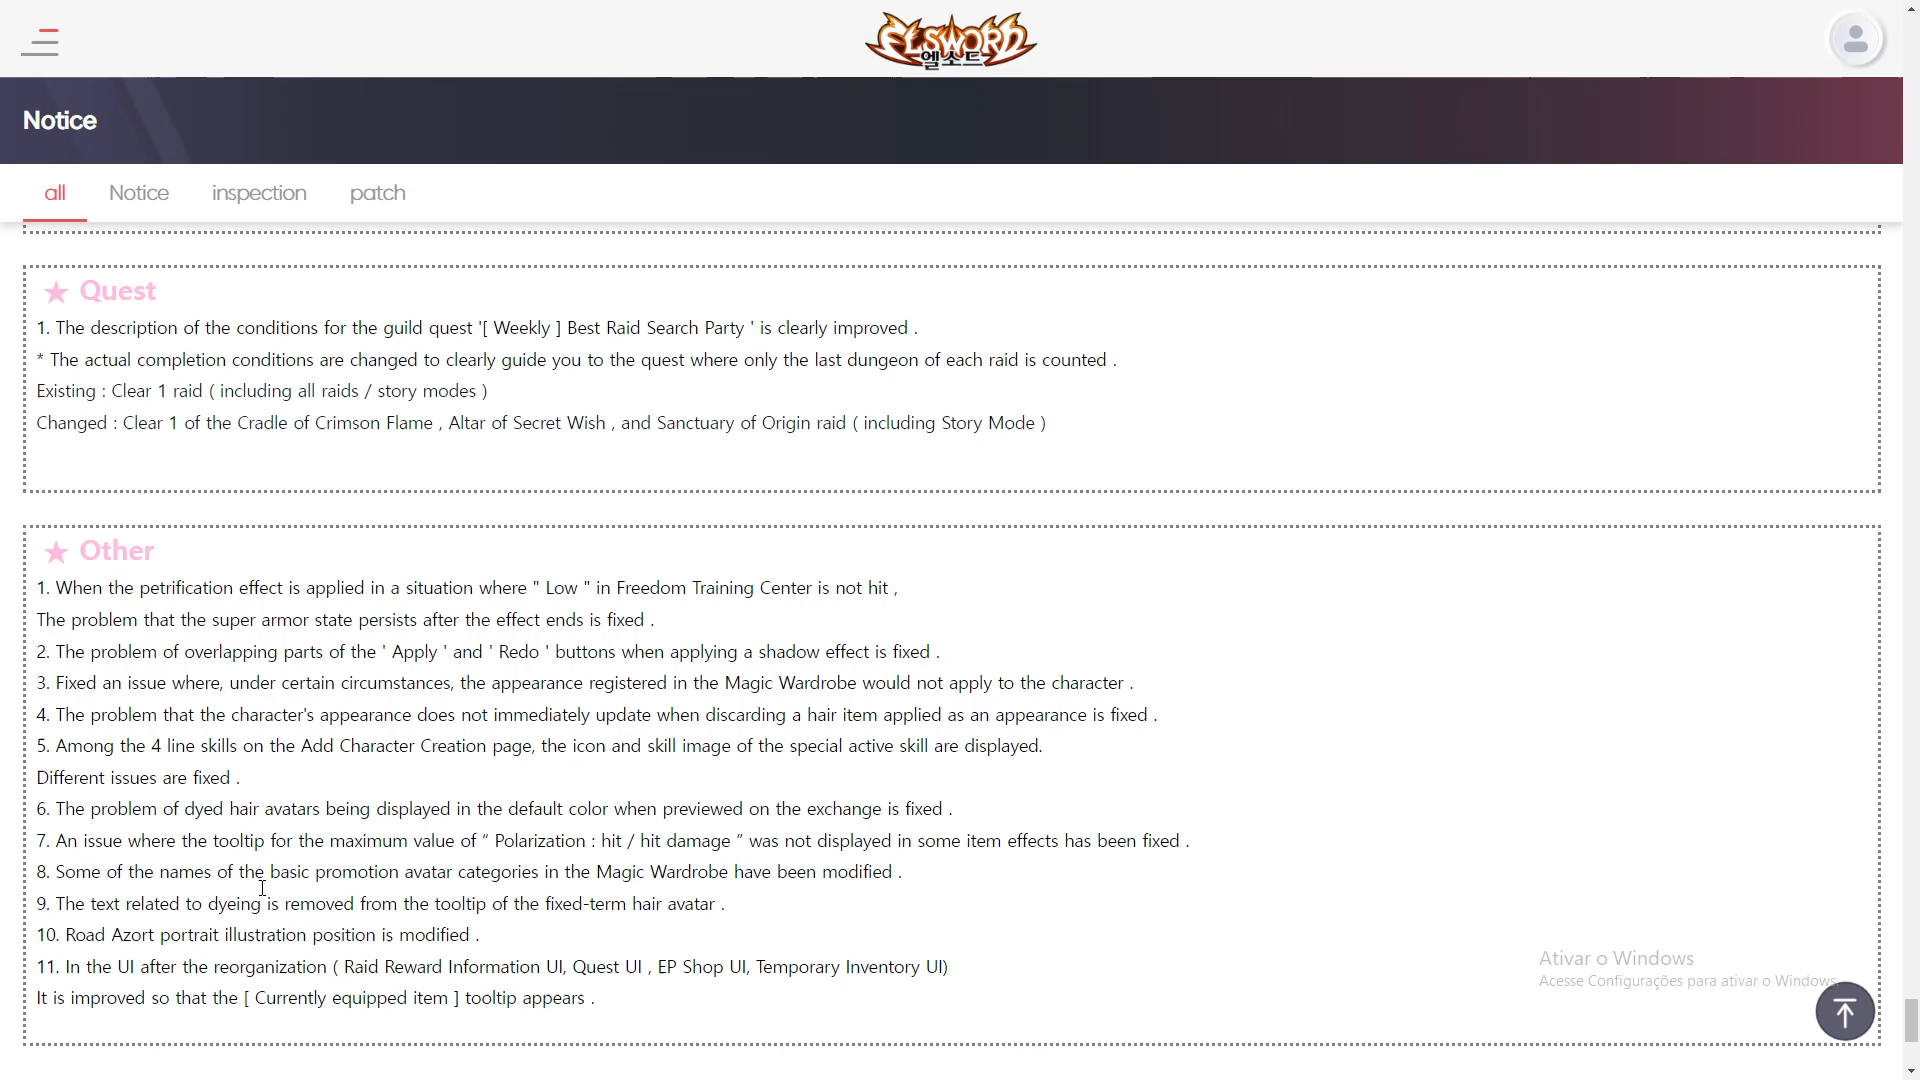 ELSWORD
엘소드
Notice
all
Notice
inspection
patch
★ Quest
1. The description of the conditions for the guild quest '[ Weekly ] Best Raid Search Party ' is clearly improved .
* The actual completion conditions are changed to clearly guide you to the quest where only the last dungeon of each raid is counted .
Existing : Clear 1 raid ( including all raids / story modes )
Changed : Clear 1 of the Cradle of Crimson Flame , Altar of Secret Wish , and Sanctuary of Origin raid ( including Story Mode )
★ Other
1. When the petrification effect is applied in a situation where " Low " in Freedom Training Center is not hit ,
The problem that the super armor state persists after the effect ends is fixed .
2. The problem of overlapping parts of the ' Apply ' and ' Redo ' buttons when applying a shadow effect is fixed .
3. Fixed an issue where, under certain circumstances, the appearance registered in the Magic Wardrobe would not apply to the character .
4. The problem that the character's appearance does not immediately update when discarding a hair item applied as an appearance is fixed .
5. Among the 4 line skills on the Add Character Creation page, the icon and skill image of the special active skill are displayed.
Different issues are fixed .
6. The problem of dyed hair avatars being displayed in the default color when previewed on the exchange is fixed .
7. An issue where the tooltip for the maximum value of “ Polarization : hit / hit damage ” was not displayed in some item effects has been fixed .
8. Some of the names of the basic promotion avatar categories in the Magic Wardrobe have been modified .
9. The text related to dyeing is removed from the tooltip of the fixed-term hair avatar .
10. Road Azort portrait illustration position is modified .
11. In the UI after the reorganization ( Raid Reward Information UI, Quest UI , EP Shop UI, Temporary Inventory UI)
It is improved so that the [ Currently equipped item ] tooltip appears .
Ativar o Windows
Acesse Configurações para ativar o Windows.